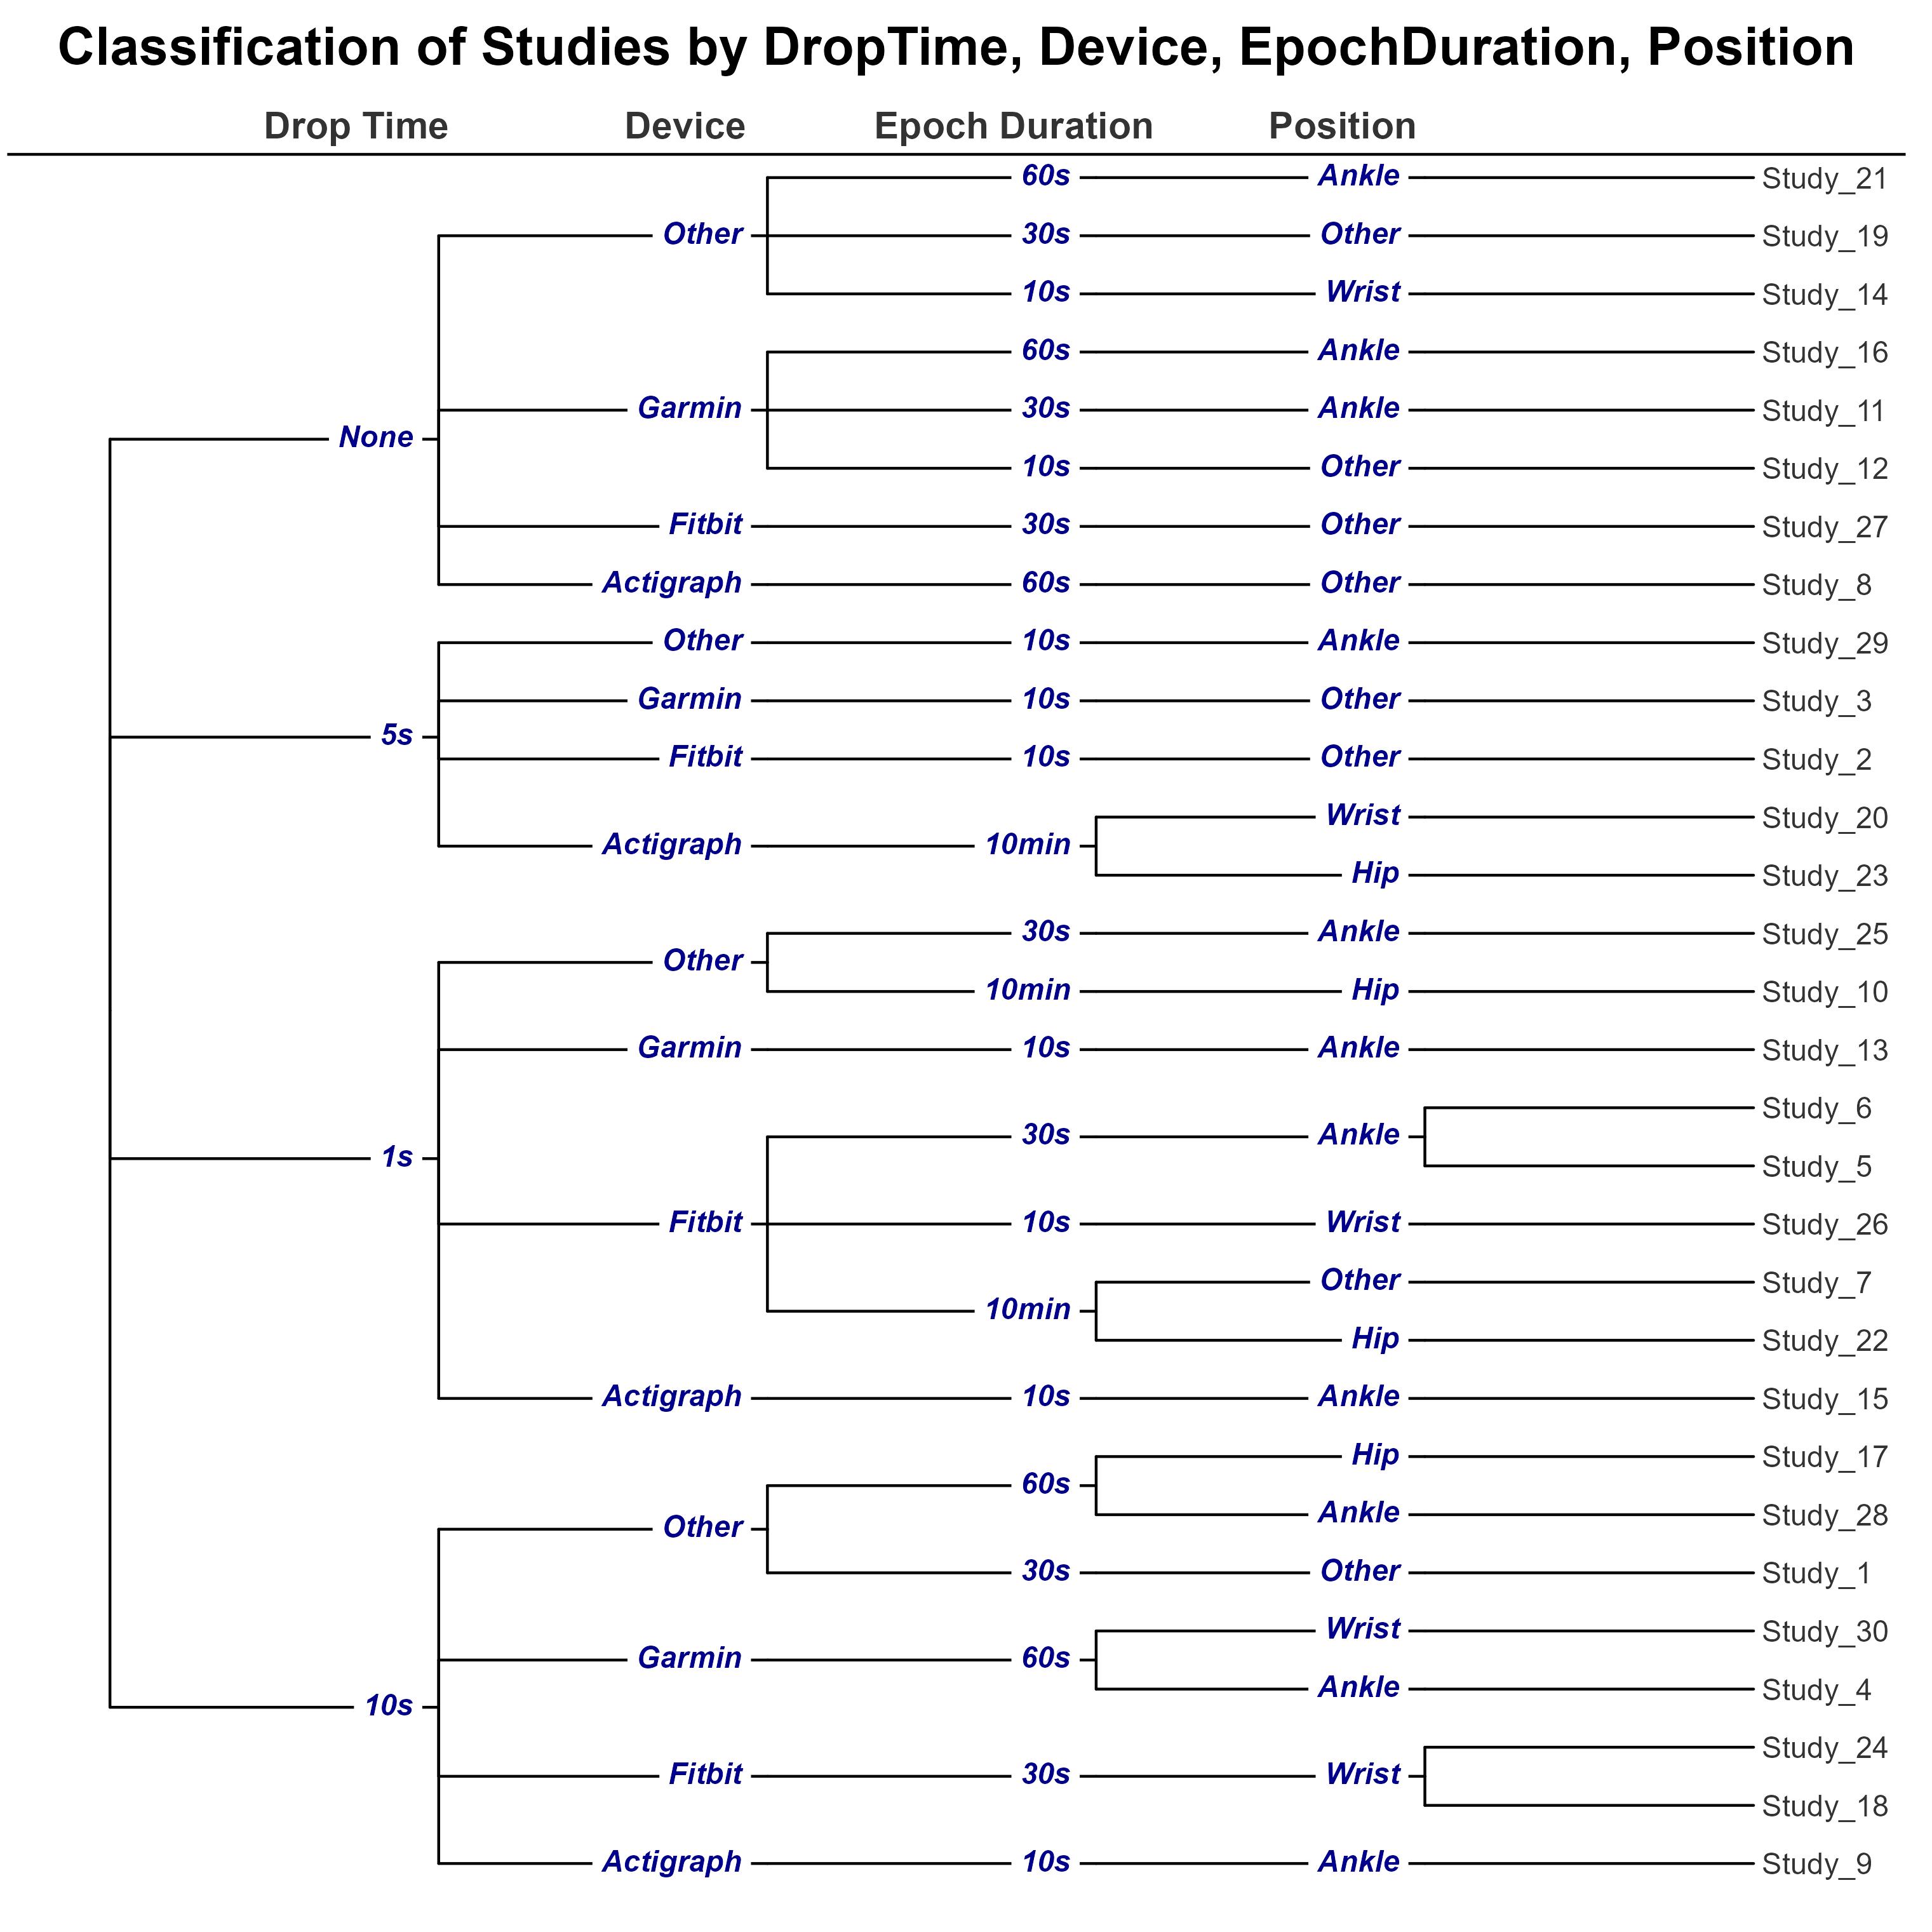 Classification of Studies by DropTime, Device, EpochDuration, Position
Drop Time Device Epoch Duration Position
60s Ankle Study_21
Other 30s Other Study_19
10s Wrist Study_14
60s Ankle Study_16
Garmin 30s Ankle Study_11
None
10s Other Study_12
Fitbit 30s Other Study_27
Actigraph 60s Other Study_8
Other 10s Ankle Study_29
Garmin 10s Other Study_3
5s
Fitbit 10s Other Study_2
Wrist Study_20
Actigraph 10min
Hip Study_23
30s Ankle Study_25
Other
10min Hip Study_10
Garmin 10s Ankle Study_13
Study_6
30s Ankle
1s
Study_5
Fitbit 10s Wrist Study_26
Other Study_7
10min
Hip Study_22
Actigraph 10s Ankle Study_15
Hip Study_17
60s
Ankle Study_28
Other
30s Other Study_1
Wrist Study_30
Garmin 60s
Ankle Study_4
10s
Study_24
Fitbit 30s Wrist
Study_18
Actigraph 10s Ankle Study_9